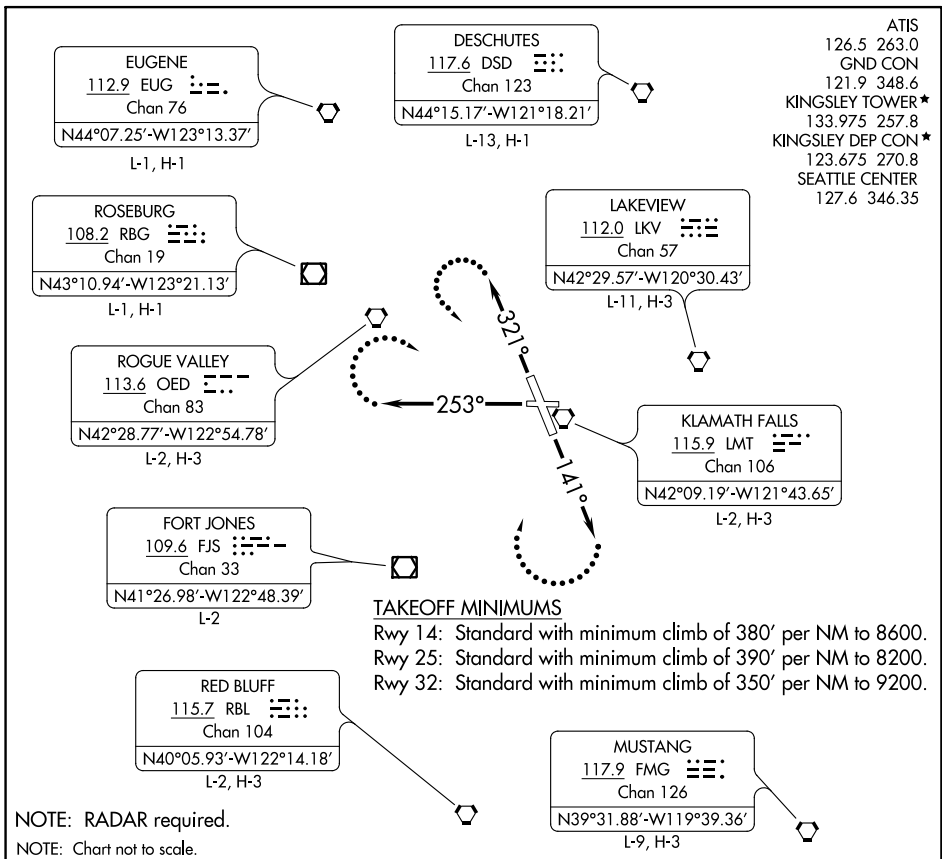 ATIS
126.5 263.0
GND CON
121.9 348.6
KINGSLEY TOWER★
133.975 257.8
KINGSLEY DEP CON★
123.675 270.8
SEATTLE CENTER
127.6 346.35
EUGENE
112.9 EUG
Chan 76
N44°07.25′-W123°13.37′
L-1, H-1
DESCHUTES
117.6 DSD
Chan 123
N44°15.17′-W121°18.21′
L-13, H-1
ROSEBURG
108.2 RBG
Chan 19
N43°10.94′-W123°21.13′
L-1, H-1
LAKEVIEW
112.0 LKV
Chan 57
N42°29.57′-W120°30.43′
L-11, H-3
ROGUE VALLEY
113.6 OED
Chan 83
N42°28.77′-W122°54.78′
L-2, H-3
321°
253°
141°
KLAMATH FALLS
115.9 LMT
Chan 106
N42°09.19′-W121°43.65′
L-2, H-3
FORT JONES
109.6 FJS
Chan 33
N41°26.98′-W122°48.39′
L-2
TAKEOFF MINIMUMS
Rwy 14: Standard with minimum climb of 380′ per NM to 8600.
Rwy 25: Standard with minimum climb of 390′ per NM to 8200.
Rwy 32: Standard with minimum climb of 350′ per NM to 9200.
RED BLUFF
115.7 RBL
Chan 104
N40°05.93′-W122°14.18′
L-2, H-3
MUSTANG
117.9 FMG
Chan 126
N39°31.88′-W119°39.36′
L-9, H-3
NOTE: RADAR required.
NOTE: Chart not to scale.